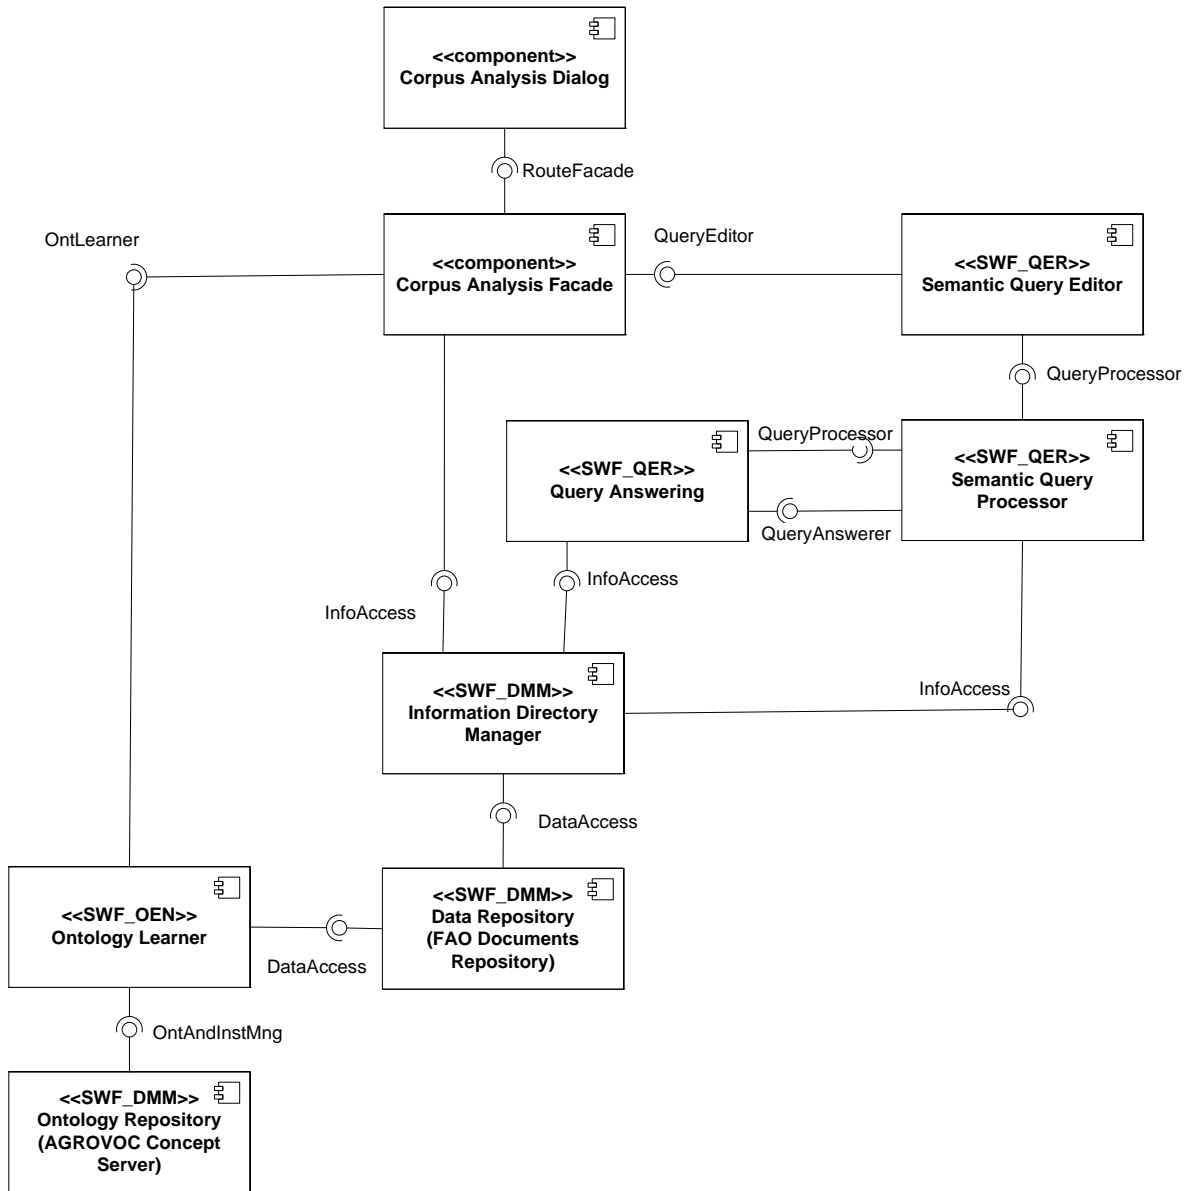 <<component>>
Corpus Analysis Dialog
RouteFacade
OntLearner
<<component>>
Corpus Analysis Facade
QueryEditor
<<SWF_QER>>
Semantic Query Editor
QueryProcessor
<<SWF_QER>>
Query Answering
QueryProcessor
QueryAnswerer
<<SWF_QER>>
Semantic Query
Processor
InfoAccess
InfoAccess
<<SWF_DMM>>
Information Directory
Manager
InfoAccess
DataAccess
<<SWF_OEN>>
Ontology Learner
DataAccess
<<SWF_DMM>>
Data Repository
(FAO Documents
Repository)
OntAndInstMng
<<SWF_DMM>>
Ontology Repository
(AGROVOC Concept
Server)